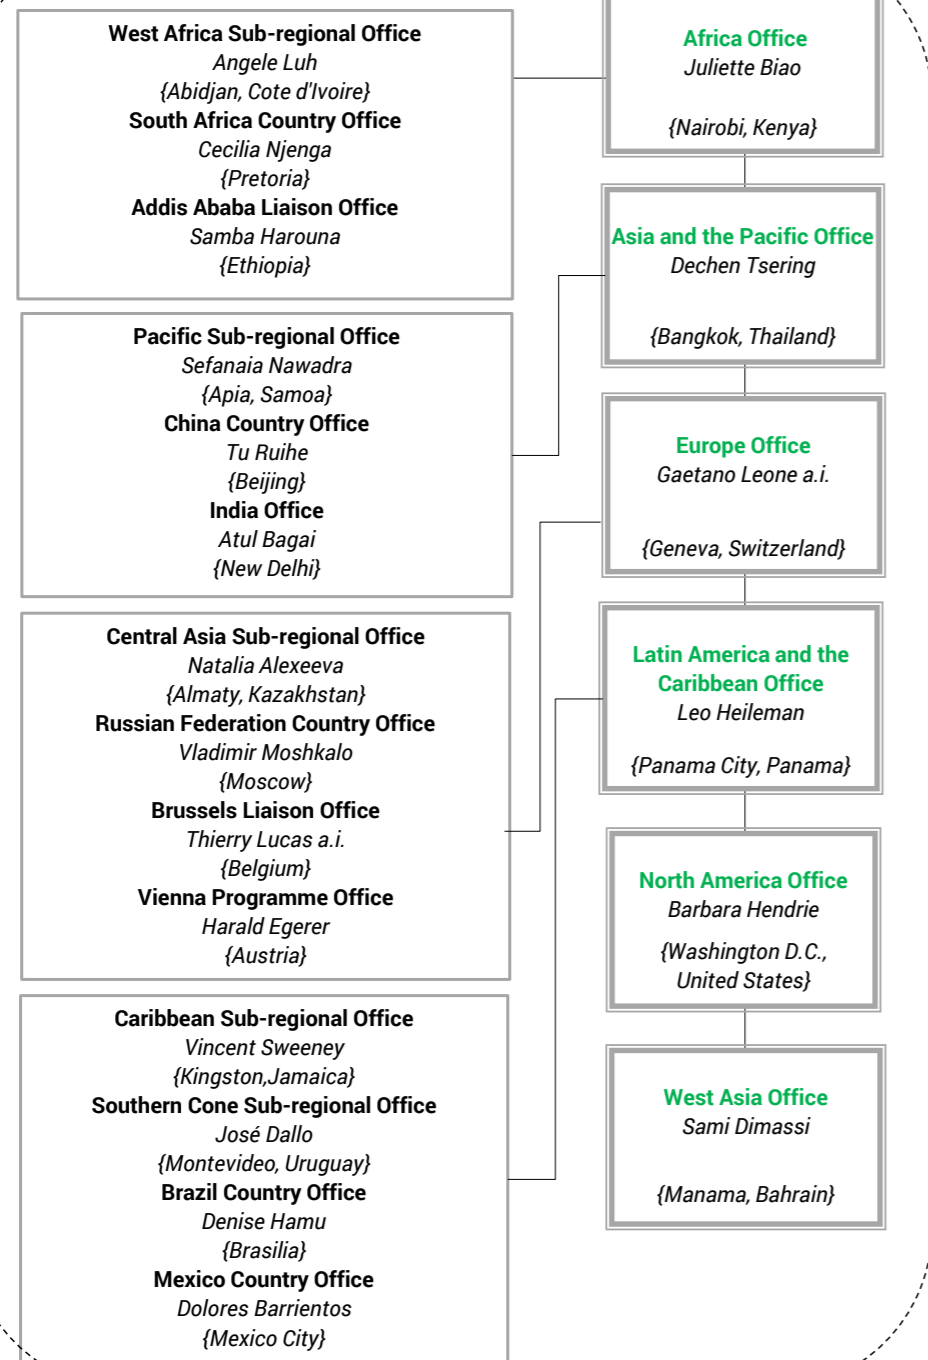 West Africa Sub-regional Office
Angele Luh
{Abidjan, Cote d'Ivoire}
South Africa Country Office
Cecilia Njenga
{Pretoria}
Addis Ababa Liaison Office
Samba Harouna
{Ethiopia}
Pacific Sub-regional Office
Sefanaia Nawadra
{Apia, Samoa}
China Country Office
Tu Ruihe
{Beijing}
India Office
Atul Bagai
{New Delhi}
Central Asia Sub-regional Office
Natalia Alexeeva
{Almaty, Kazakhstan}
Russian Federation Country Office
Vladimir Moshkalo
{Moscow}
Brussels Liaison Office
Thierry Lucas a.i.
{Belgium}
Vienna Programme Office
Harald Egerer
{Austria}
Caribbean Sub-regional Office
Vincent Sweeney
{Kingston,Jamaica}
Southern Cone Sub-regional Office
José Dallo
{Montevideo, Uruguay}
Brazil Country Office
Denise Hamu
{Brasilia}
Mexico Country Office
Dolores Barrientos
{Mexico City}
Africa Office
Juliette Biao
{Nairobi, Kenya}
Asia and the Pacific Office
Dechen Tsering
{Bangkok, Thailand}
Europe Office
Gaetano Leone a.i.
{Geneva, Switzerland}
Latin America and the
Caribbean Office
Leo Heileman
{Panama City, Panama}
North America Office
Barbara Hendrie
{Washington D.C.,
United States}
West Asia Office
Sami Dimassi
{Manama, Bahrain}